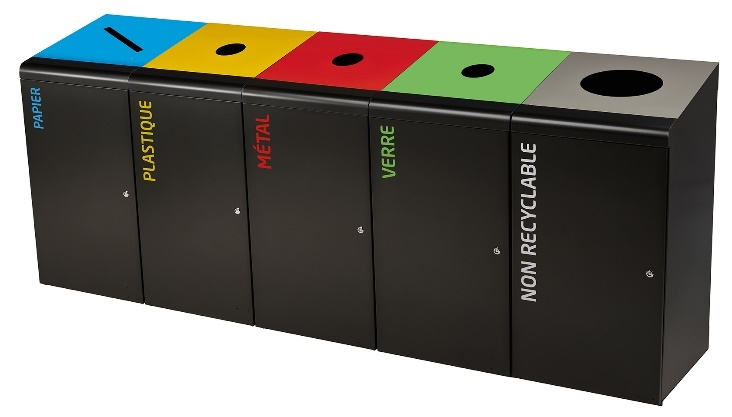 PAPIER
PLASTIQUE
MÉTAL
VERRE
NON RECYCLABLE